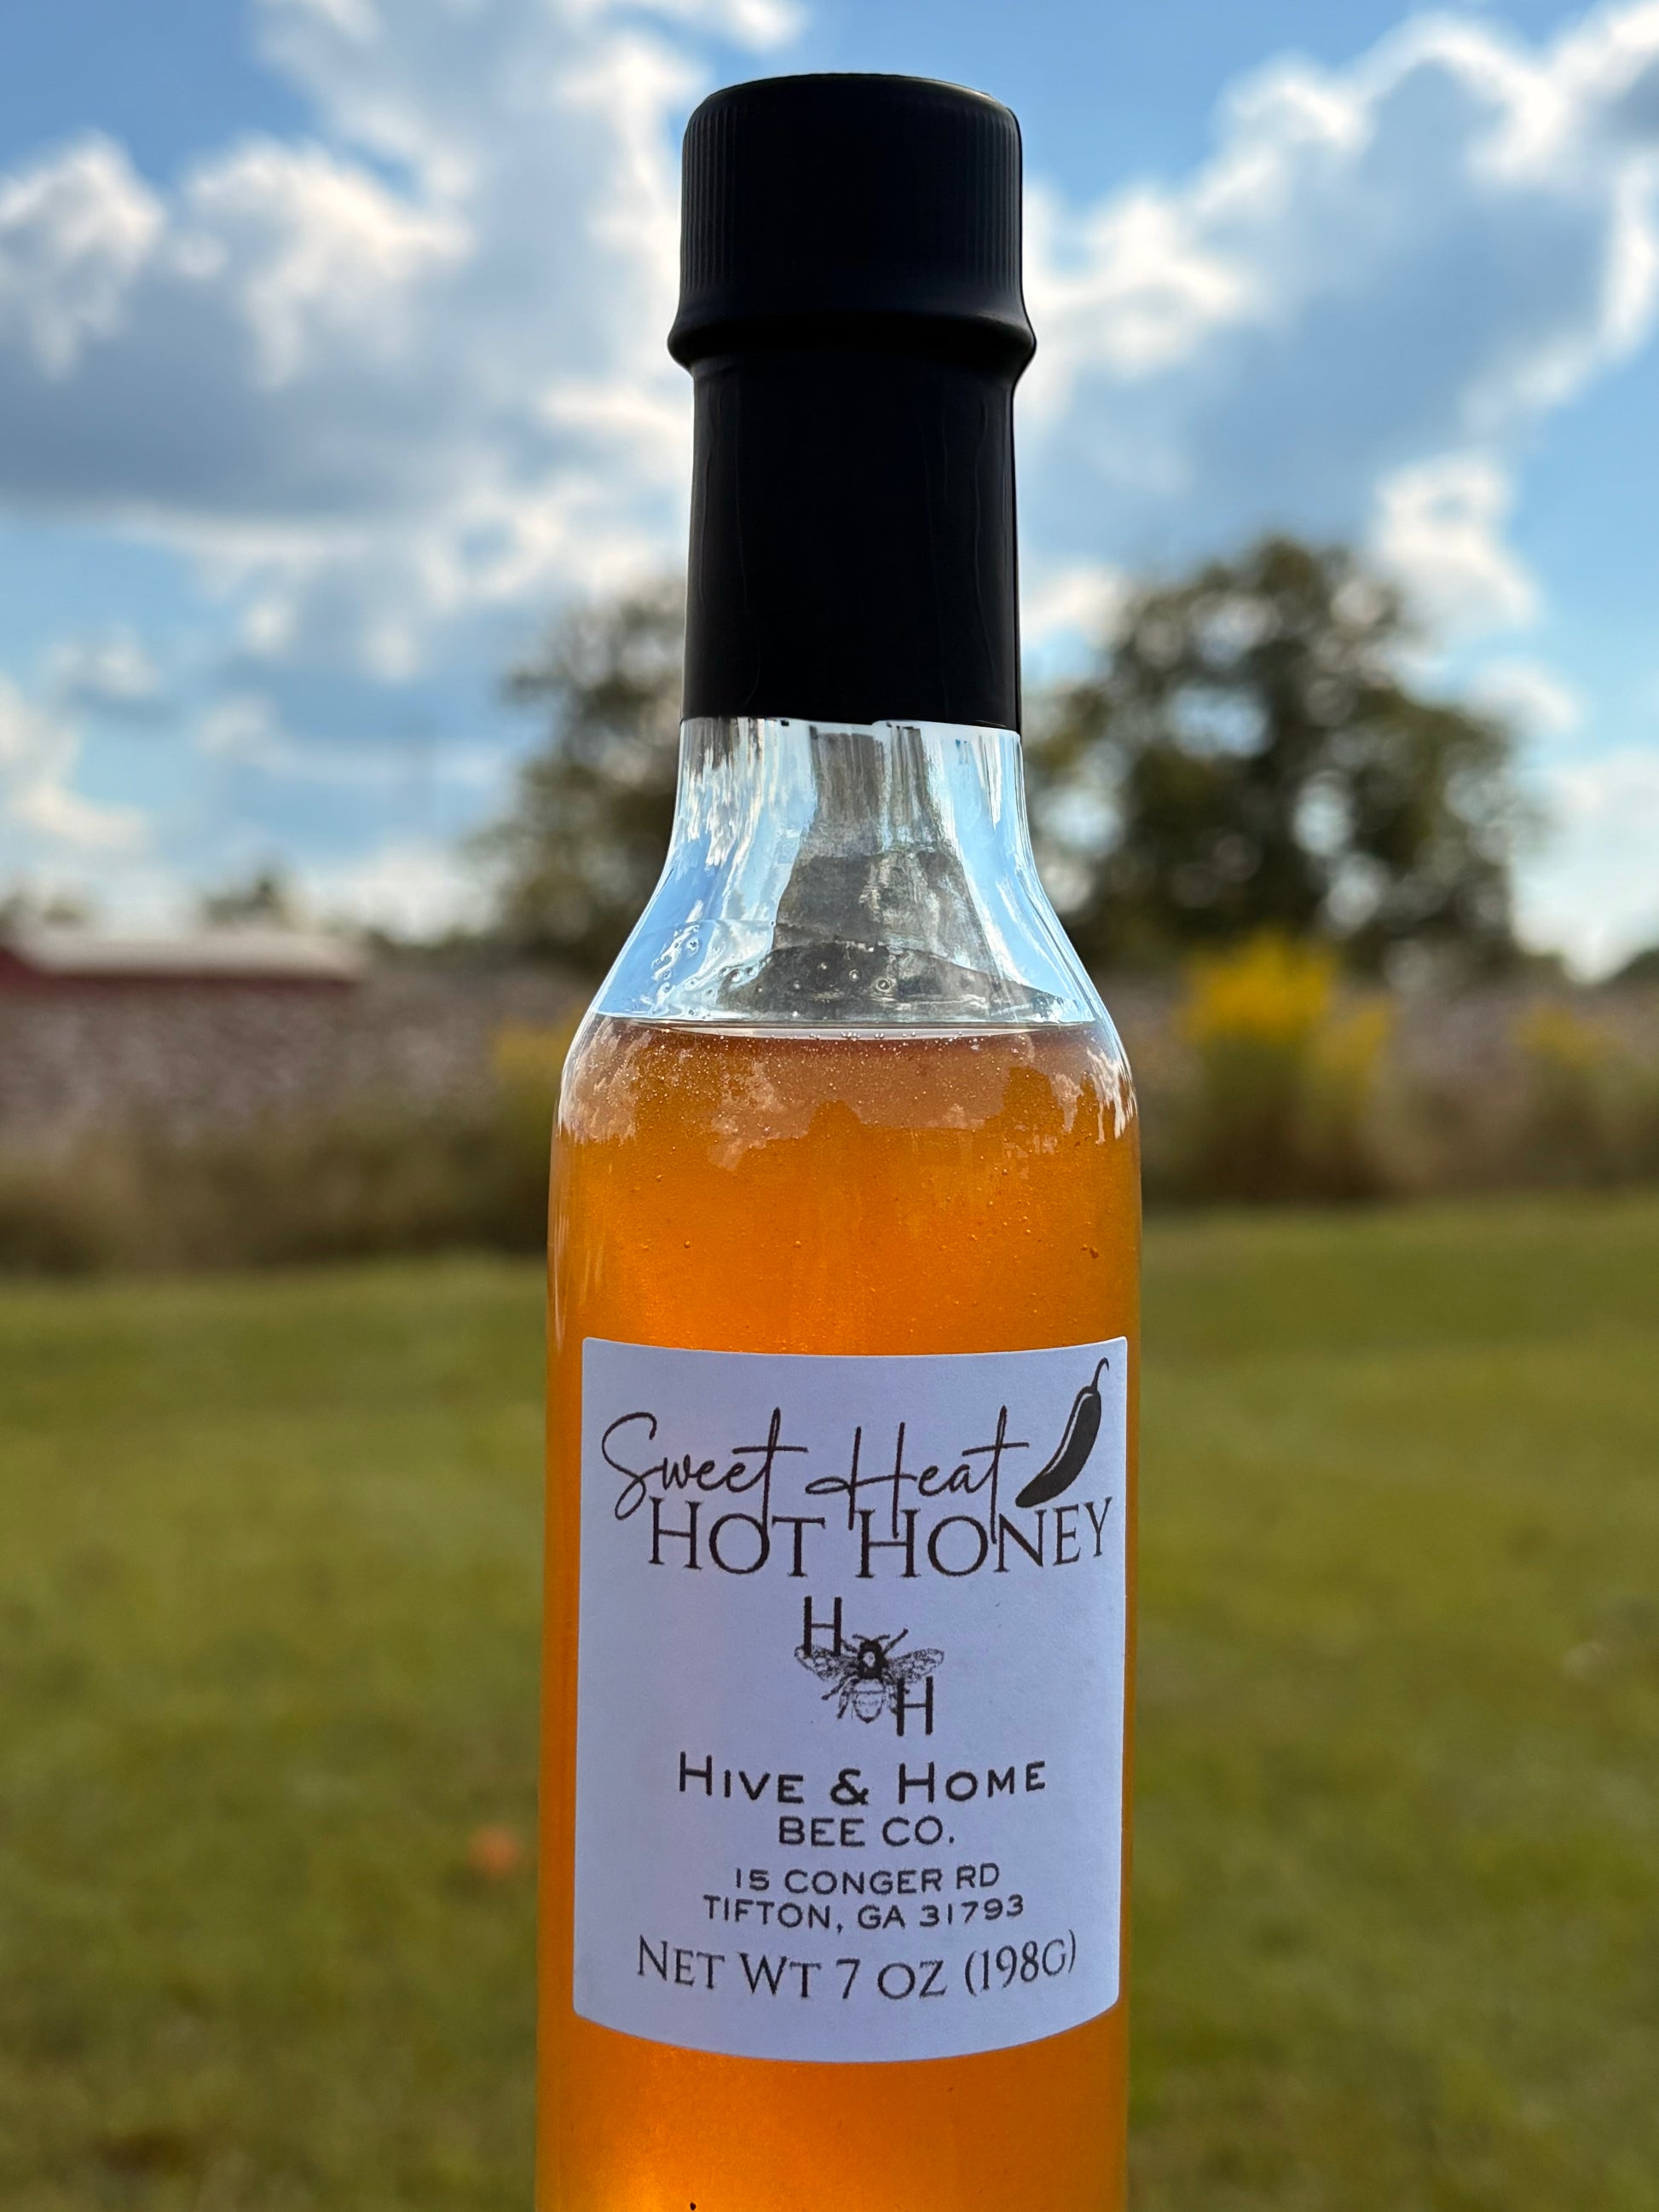 Sweet Heat
HOT HONEY
H
H
HIVE & HOME
BEE CO.
15 CONGER RD
TIFTON, GA 31793
NET WT 7 OZ (198G)